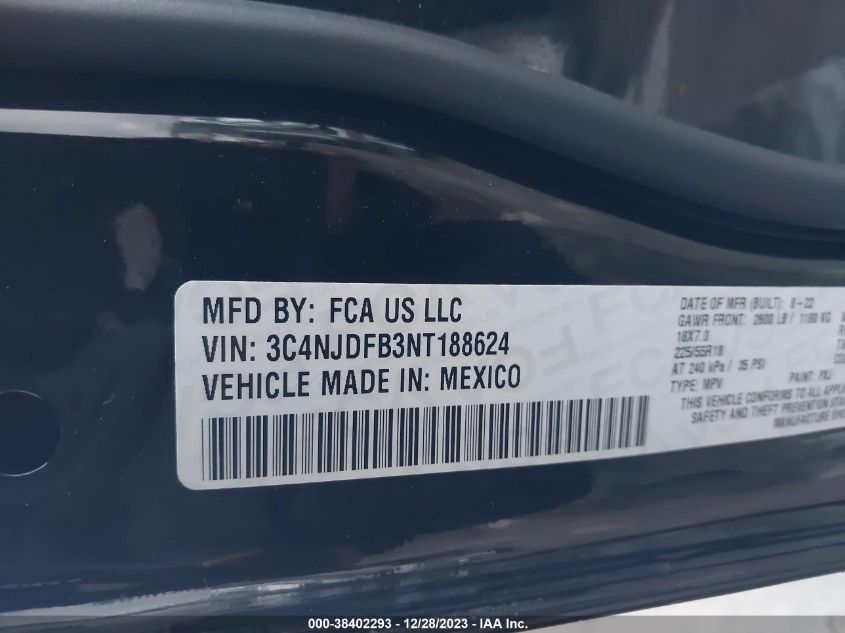 MFD BY: FCA US LLC
VIN: 3C4NJDFB3NT188624
VEHICLE MADE IN: MEXICO
DATE OF MFR (BUILT): 8-22
GAWR FRONT: 2600 LB / 1180 KG
18X7.0
225/55R18
AT 240 kPa / 35 PSI
TYPE: MPV PAINT: PXJ
THIS VEHICLE CONFORMS TO ALL
SAFETY AND THEFT PREVENTION
MANUFACTURE
000-38402293 - 12/28/2023 - IAA Inc.